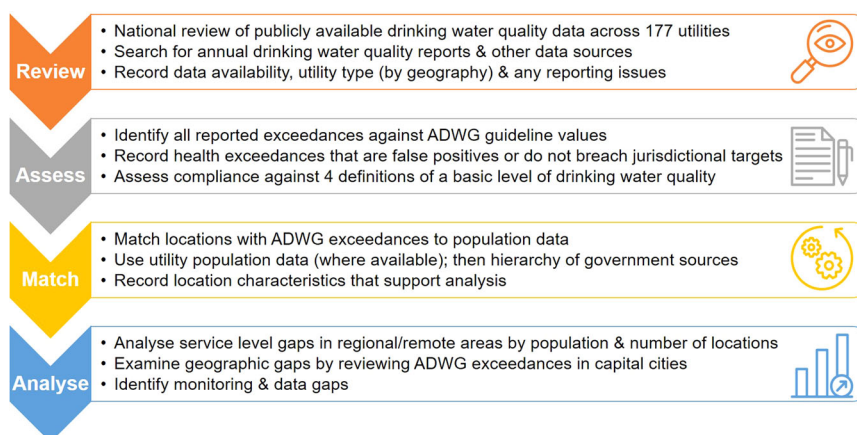 Review
• National review of publicly available drinking water quality data across 177 utilities
• Search for annual drinking water quality reports & other data sources
• Record data availability, utility type (by geography) & any reporting issues
Assess
• Identify all reported exceedances against ADWG guideline values
• Record health exceedances that are false positives or do not breach jurisdictional targets
• Assess compliance against 4 definitions of a basic level of drinking water quality
Match
• Match locations with ADWG exceedances to population data
• Use utility population data (where available); then hierarchy of government sources
• Record location characteristics that support analysis
Analyse
• Analyse service level gaps in regional/remote areas by population & number of locations
• Examine geographic gaps by reviewing ADWG exceedances in capital cities
• Identify monitoring & data gaps